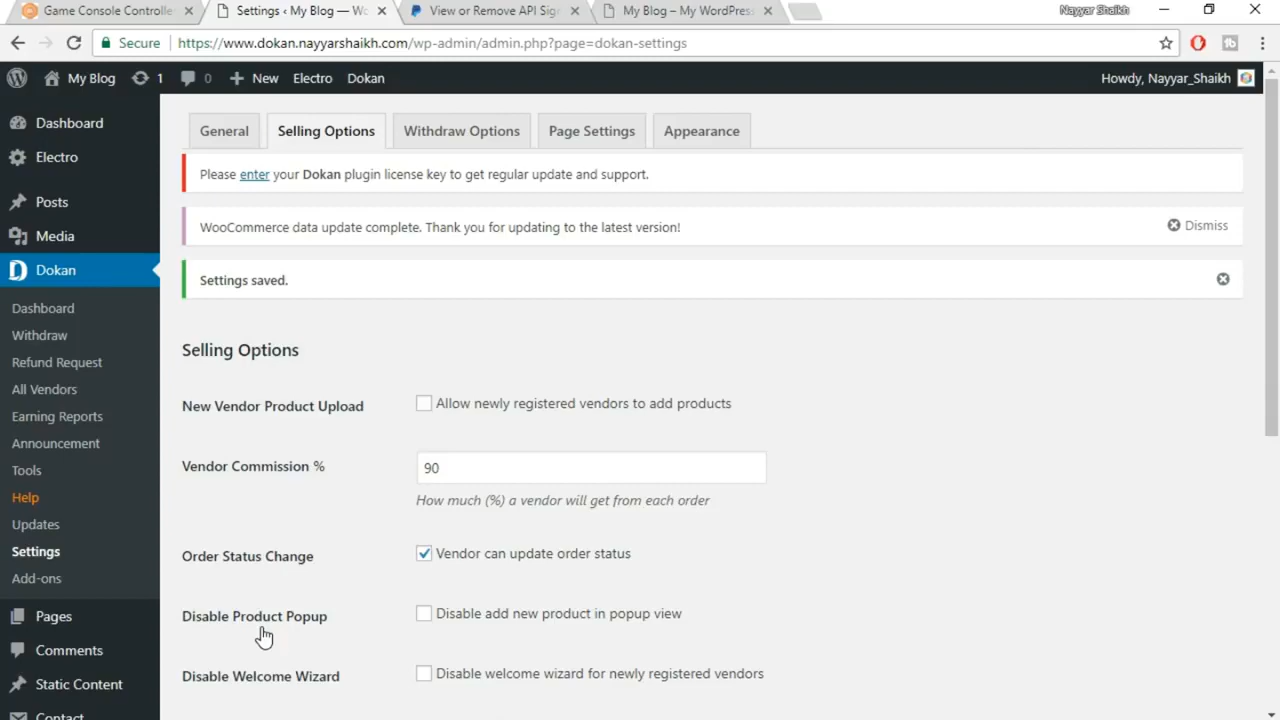 Game Console Controlle
Settings ‹ My Blog — Wo
View or Remove API Sig
My Blog – My WordPres
Nayyar Shaikh
Secure
https://www.dokan.nayyarshaikh.com/wp-admin/admin.php?page=dokan-settings
My Blog 1 0 New Electro Dokan
Howdy, Nayyar_Shaikh
Dashboard
Electro
Posts
Media
Dokan
Dashboard
Withdraw
Refund Request
All Vendors
Earning Reports
Announcement
Tools
Help
Updates
Settings
Add-ons
Pages
Comments
Static Content
Contact
General
Selling Options
Withdraw Options
Page Settings
Appearance
Please enter your Dokan plugin license key to get regular update and support.
WooCommerce data update complete. Thank you for updating to the latest version!
Dismiss
Settings saved.
Selling Options
New Vendor Product Upload
Allow newly registered vendors to add products
Vendor Commission %
90
How much (%) a vendor will get from each order
Order Status Change
Vendor can update order status
Disable Product Popup
Disable add new product in popup view
Disable Welcome Wizard
Disable welcome wizard for newly registered vendors